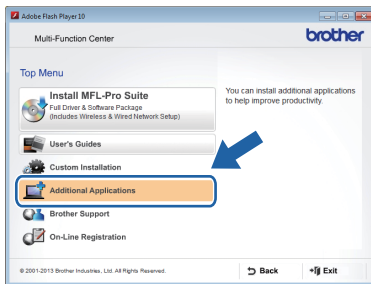 Adobe Flash Player 10
Multi-Function Center
brother
Top Menu
Install MFL-Pro Suite
Full Driver & Software Package
(Includes Wireless & Wired Network Setup)
User's Guides
Custom Installation
Additional Applications
Brother Support
On-Line Registration
You can install additional applications
to help improve productivity.
© 2001-2013 Brother Industries, Ltd. All Rights Reserved.
Back
Exit